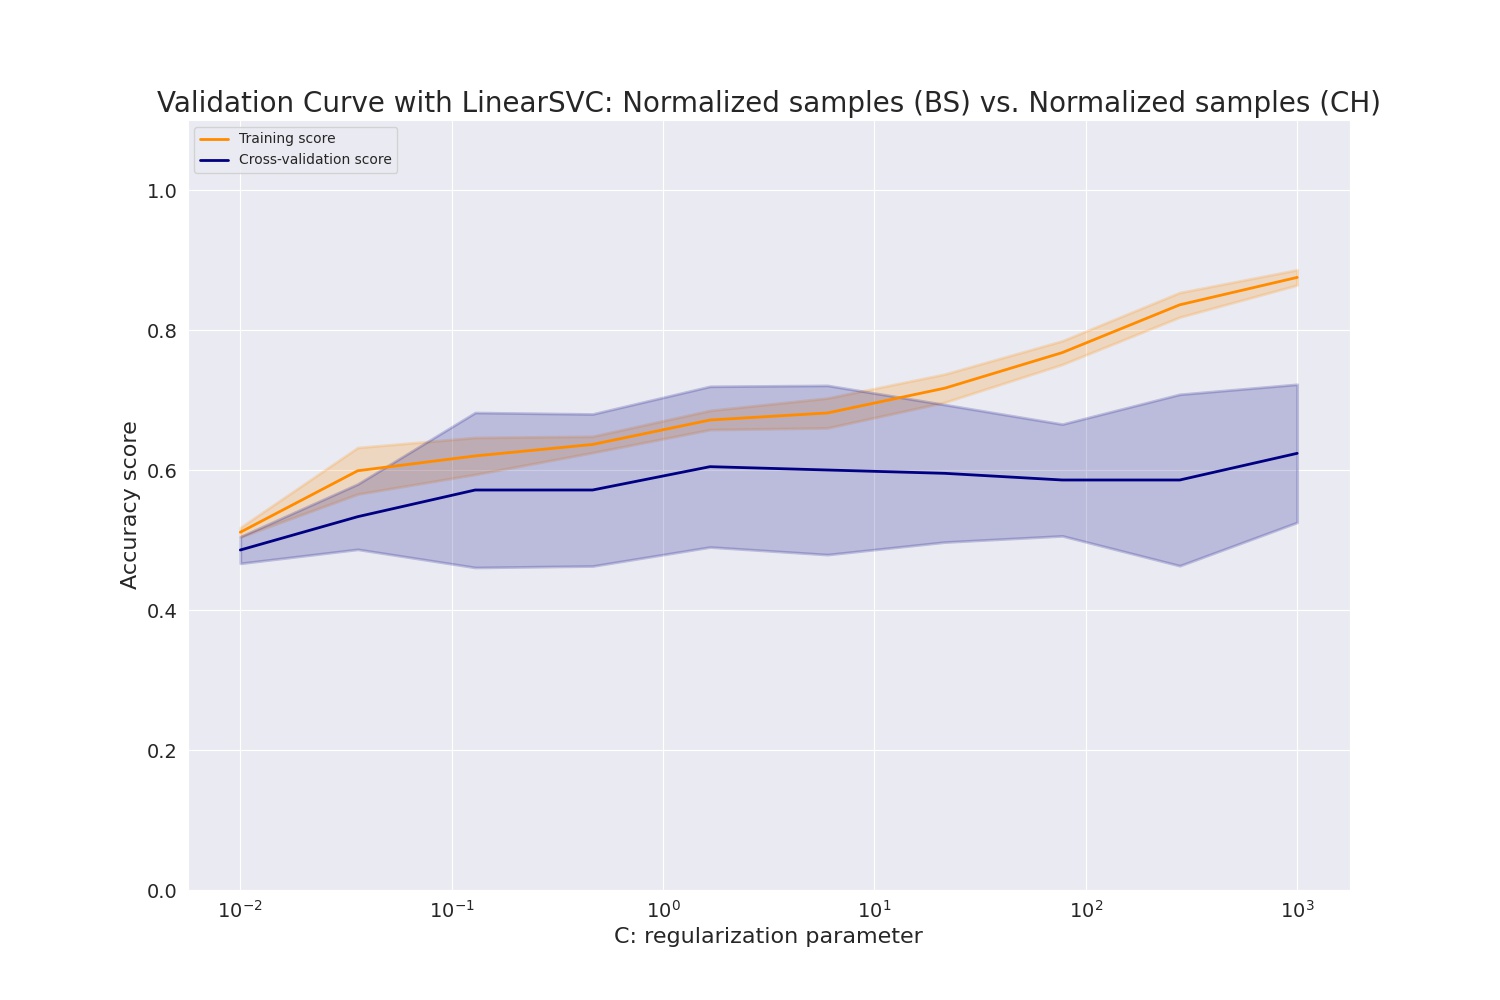 Validation Curve with LinearSVC: Normalized samples (BS) vs. Normalized samples (CH)
Training score
Cross-validation score
1.0
0.8
0.6
0.4
0.2
0.0
Accuracy score
10⁻² 10⁻¹ 10⁰ 10¹ 10² 10³
C: regularization parameter